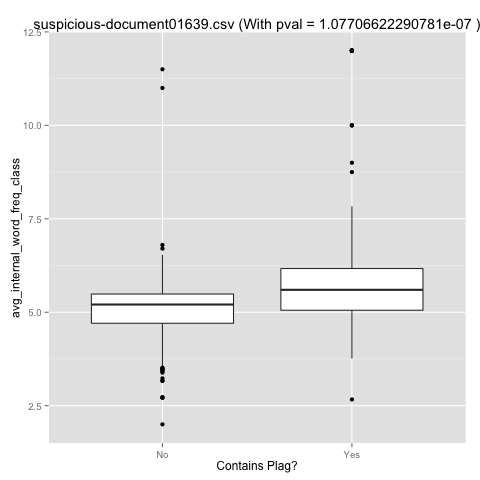 suspicious-document01639.csv (With pval = 1.07706622290781e-07 )
12.5
10.0
7.5
5.0
2.5
avg_internal_word_freq_class
No
Yes
Contains Plag?